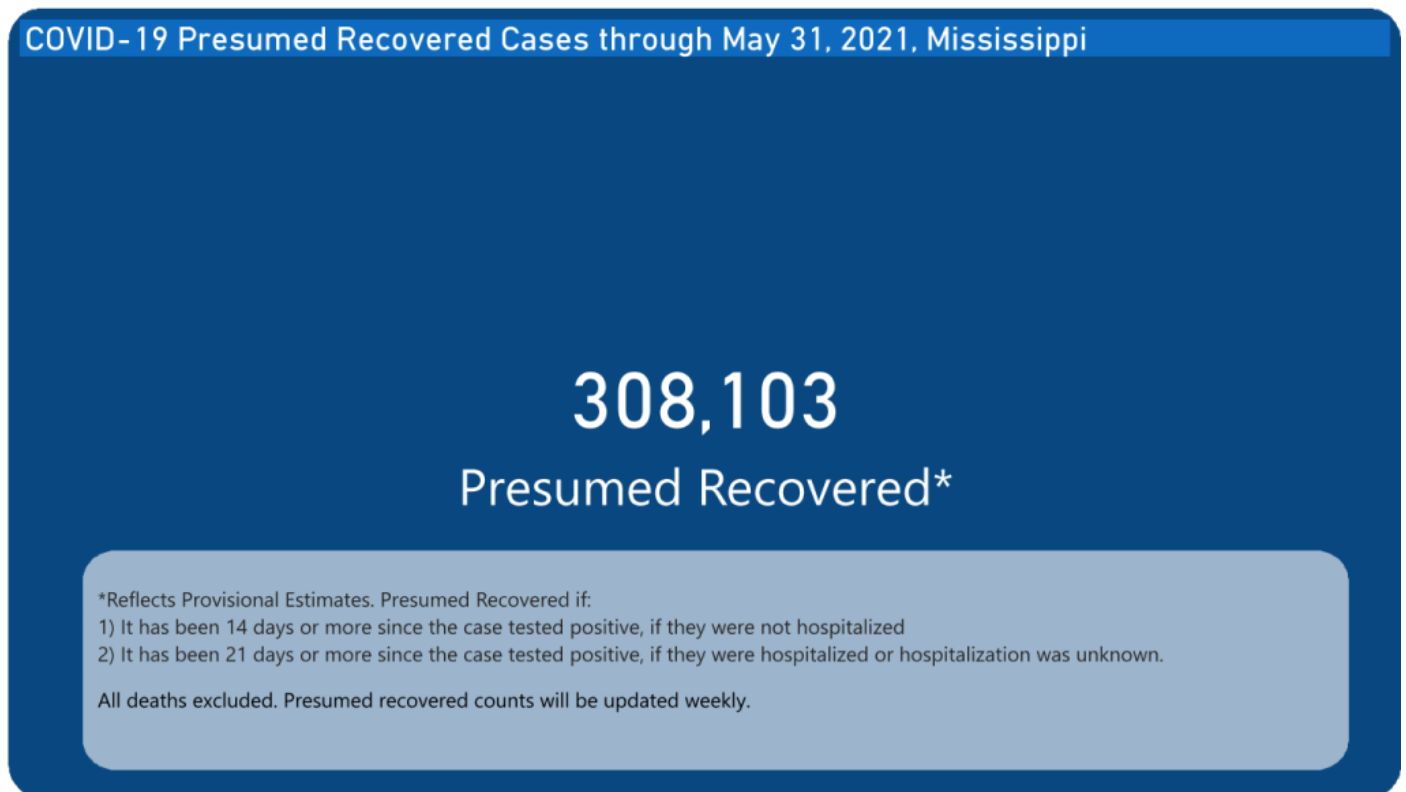 COVID-19 Presumed Recovered Cases through May 31, 2021, Mississippi
308,103
Presumed Recovered*
*Reflects Provisional Estimates. Presumed Recovered if:
1) It has been 14 days or more since the case tested positive, if they were not hospitalized
2) It has been 21 days or more since the case tested positive, if they were hospitalized or hospitalization was unknown.
All deaths excluded. Presumed recovered counts will be updated weekly.